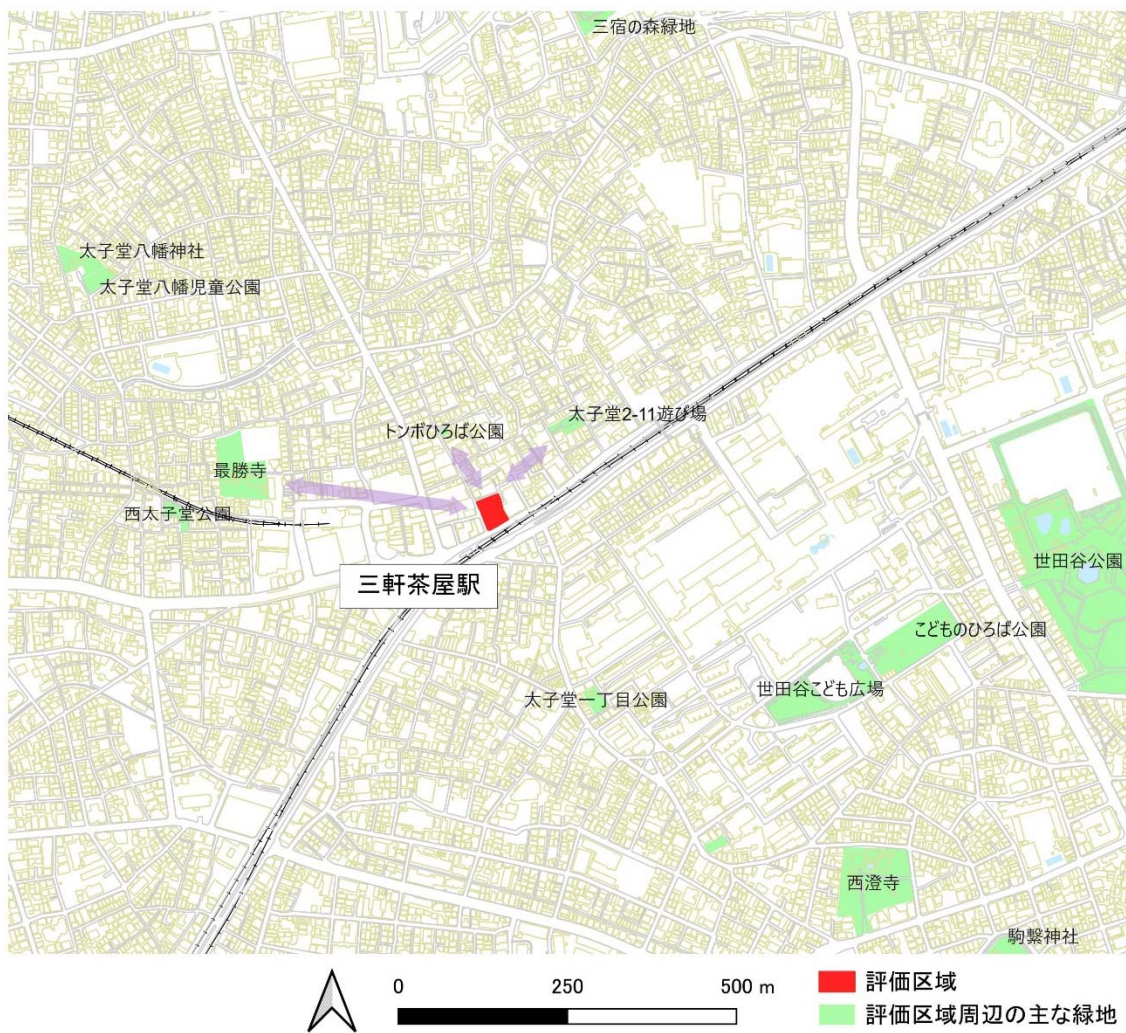 三宿の森緑地
太子堂八幡神社
太子堂八幡児童公園
太子堂2-11遊び場
トンボひろば公園
最勝寺
西太子堂公園
世田谷公園
三軒茶屋駅
こどものひろば公園
世田谷こども広場
太子堂一丁目公園
西澄寺
駒繋神社
0 250 500 m
評価区域
評価区域周辺の主な緑地